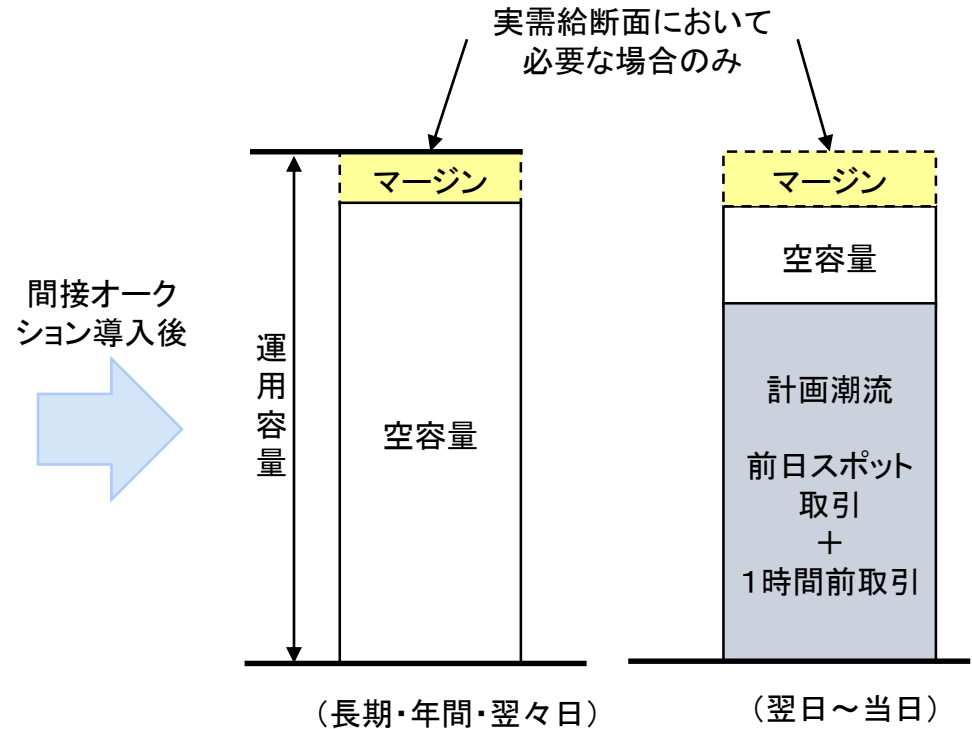 実需給断面において
必要な場合のみ
間接オーク
ション導入後
運用容量
マージン
空容量
マージン
空容量
計画潮流
前日スポット
取引
＋
1時間前取引
（長期・年間・翌々日）
（翌日～当日）